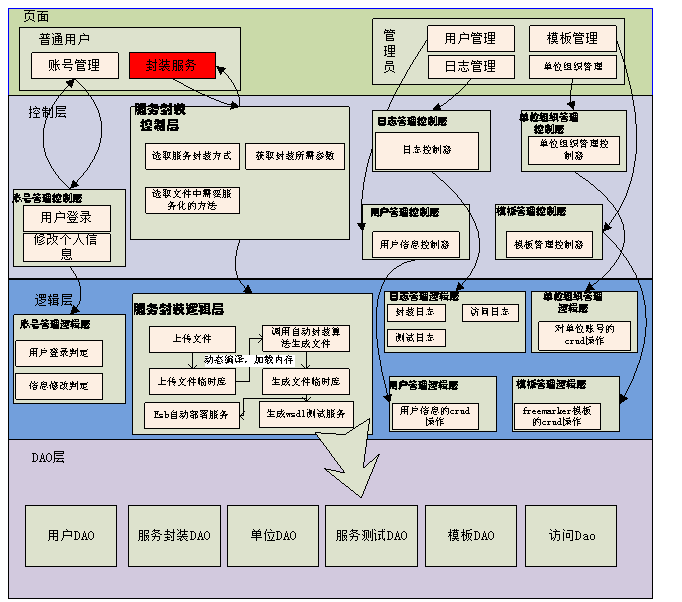 页面
普通用户
账号管理
封装服务
管理员
用户管理
模板管理
日志管理
单位组织管理
控制层
服务封装
控制层
选取服务封装方式
获取封装所需参数
选取文件中需要服
务化的方法
日志管理控制层
日志控制器
单位组织管理
控制层
单位组织管理控
制器
账号管理控制层
用户登录
修改个人信
息
用户管理控制层
用户信息控制器
模板管理控制层
模板管理控制器
逻辑层
账号管理逻辑层
用户登录判定
信息修改判定
服务封装逻辑层
上传文件
调用自动封装算
法生成文件
动态编译，加载内存
上传文件临时库
生成文件临时库
Esb自动部署服务
生成wsdl测试服务
日志管理逻辑层
封装日志
访问日志
测试日志
单位组织管理
逻辑层
对单位账号的
crud操作
用户管理逻辑层
用户信息的crud
操作
模板管理逻辑层
freemarker模板
的crud操作
DAO层
用户DAO
服务封装DAO
单位DAO
服务测试DAO
模板DAO
访问Dao